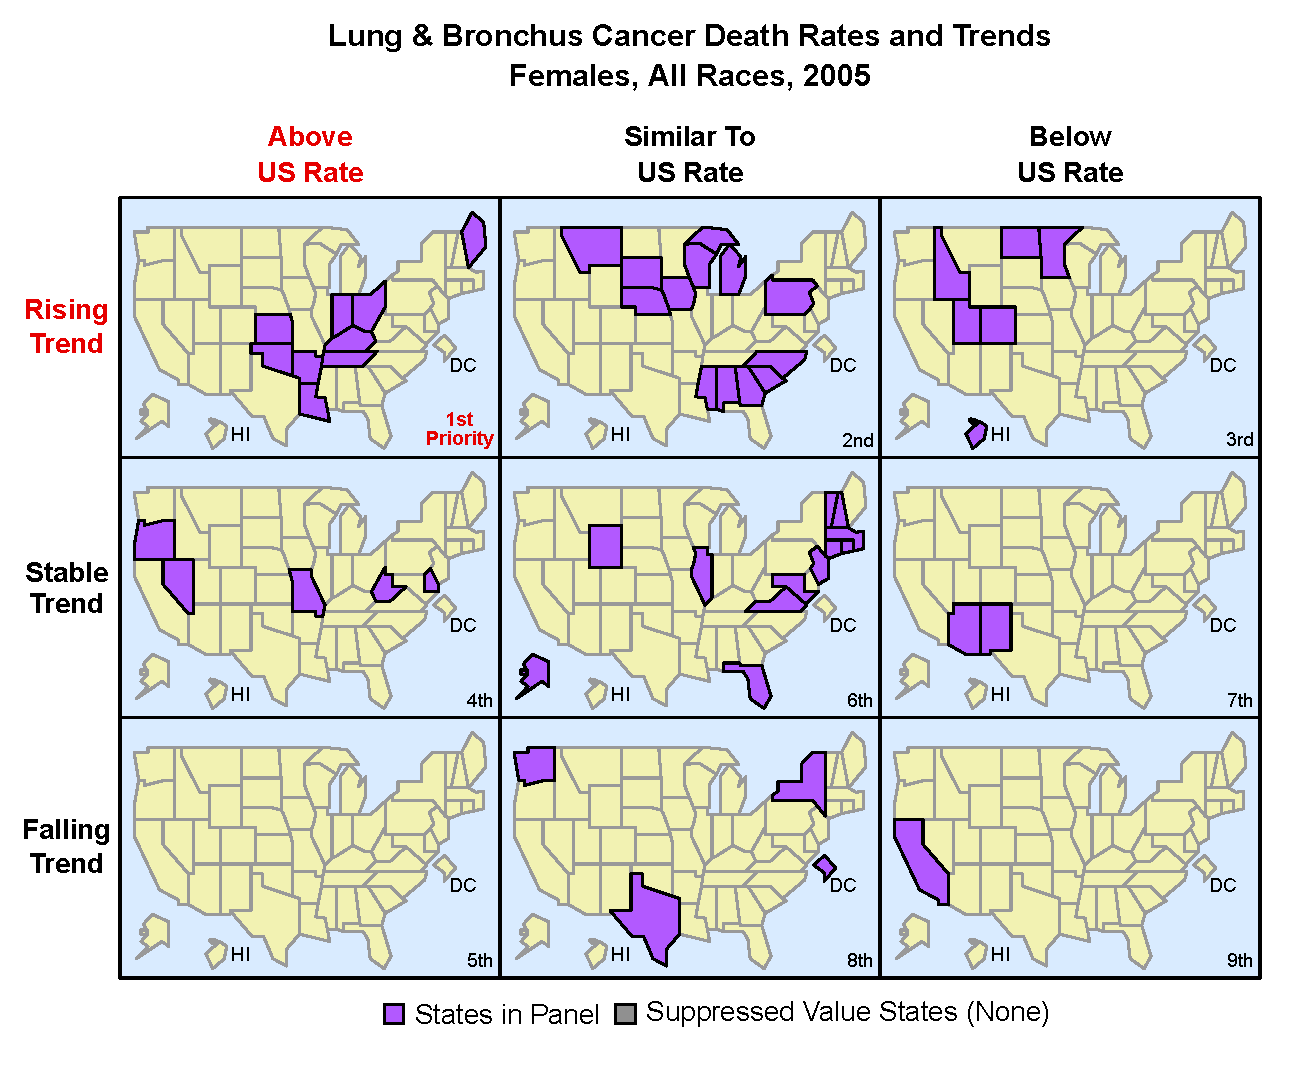 Lung & Bronchus Cancer Death Rates and Trends
Females, All Races, 2005
Above
US Rate
Similar To
US Rate
Below
US Rate
Rising
Trend
DC
HI
1st
Priority
DC
HI
2nd
DC
HI
3rd
Stable
Trend
DC
HI
4th
DC
6th
DC
HI
7th
Falling
Trend
DC
HI
5th
DC
HI
8th
DC
HI
9th
States in Panel
Suppressed Value States (None)